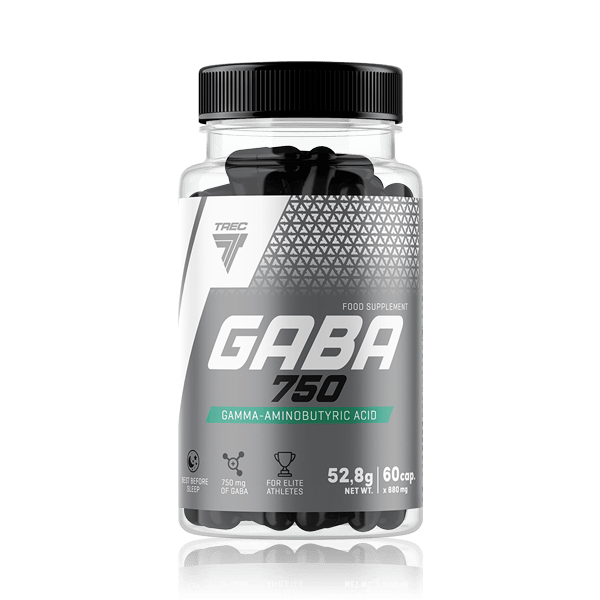 TREC
FOOD SUPPLEMENT
GABA
750
GAMMA-AMINOBUTYRIC ACID
BEST BEFORE
SLEEP
750 mg
OF GABA
FOR ELITE
ATHLETES
52,8g
NET WT.
60cap.
x 880 mg